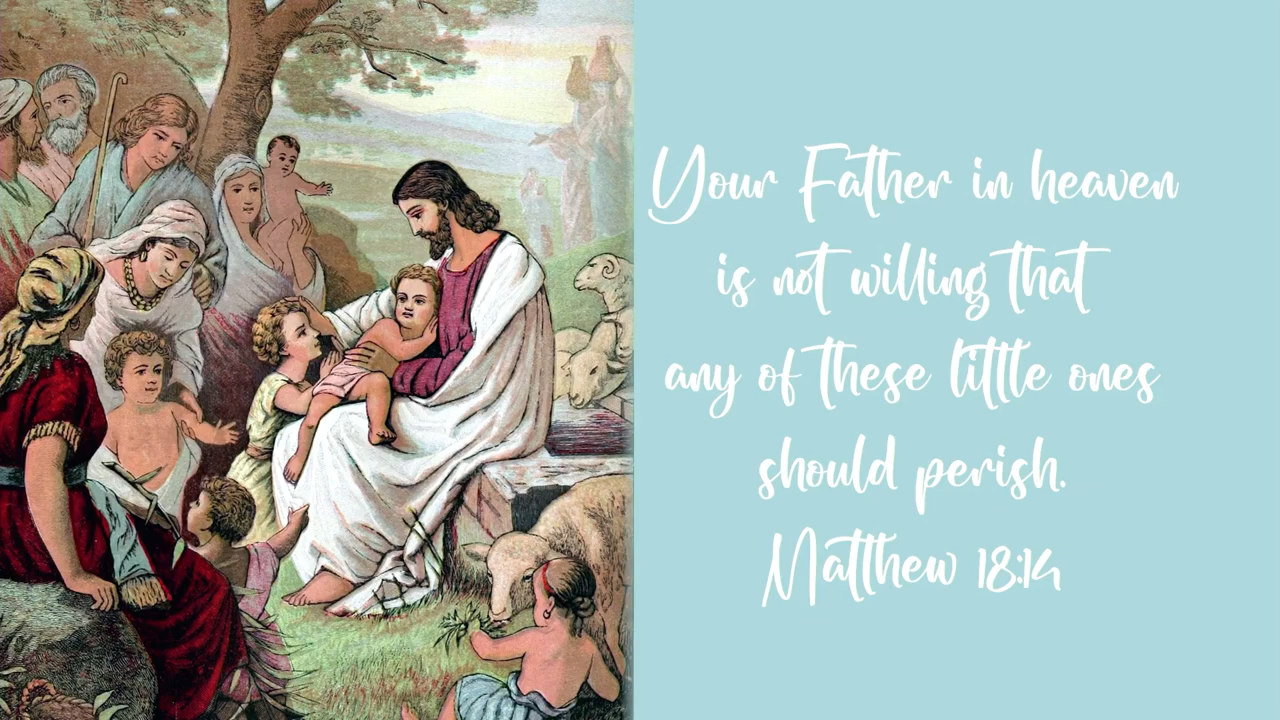 Your Father in heaven
is not willing that
any of these little ones
should perish.
Matthew 18:14